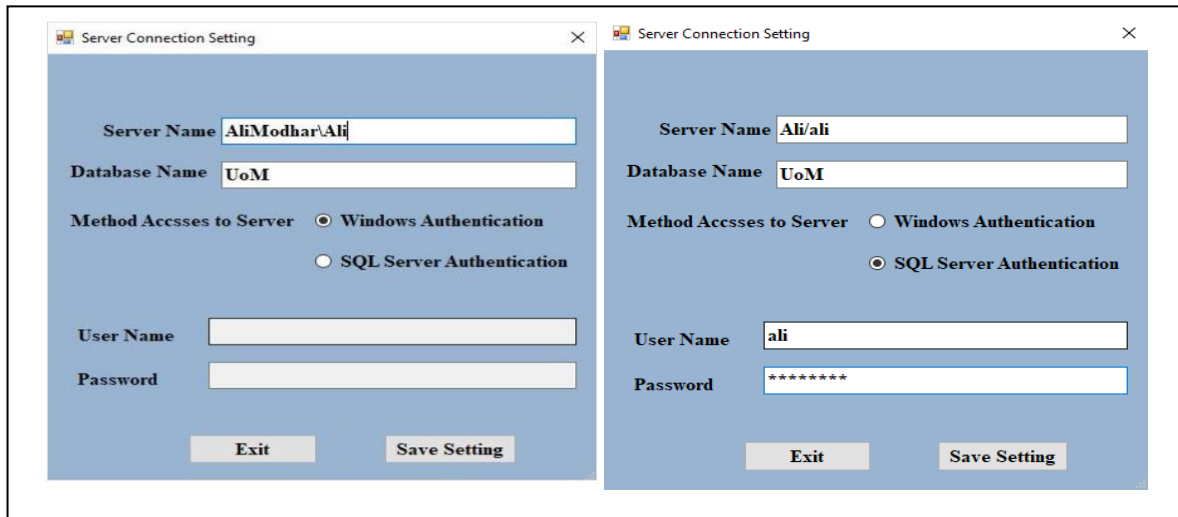 Server Connection Setting
Server Name AliModhar\Ali
Database Name UoM
Method Accsses to Server Windows Authentication
SQL Server Authentication
User Name
Password
Exit Save Setting
Server Connection Setting
Server Name Ali/ali
Database Name UoM
Method Accsses to Server Windows Authentication
SQL Server Authentication
User Name ali
Password ********
Exit Save Setting